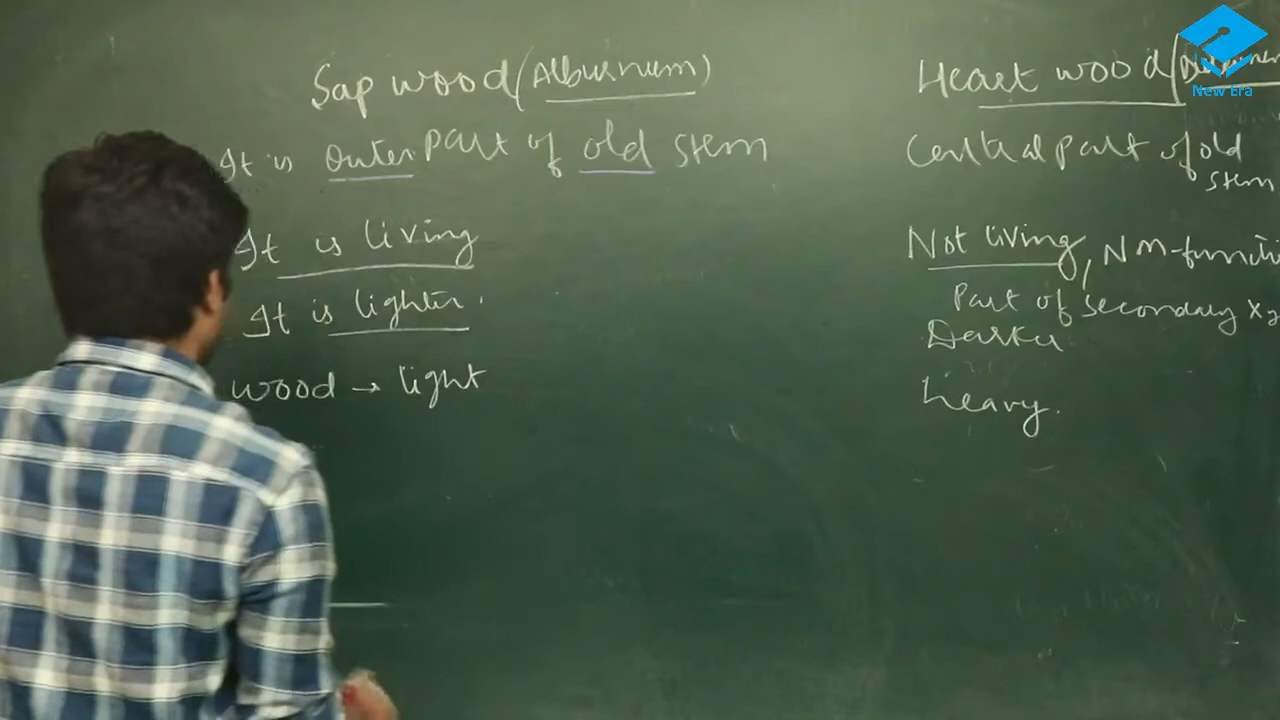 Sap wood (Alburnum)
It is outer part of old stem
It is living
It is lighter.
wood → light
Heart wood
Central part of old
stem
Not living, Non-functi
Part of secondary xy
Darker
heavy.
New Era